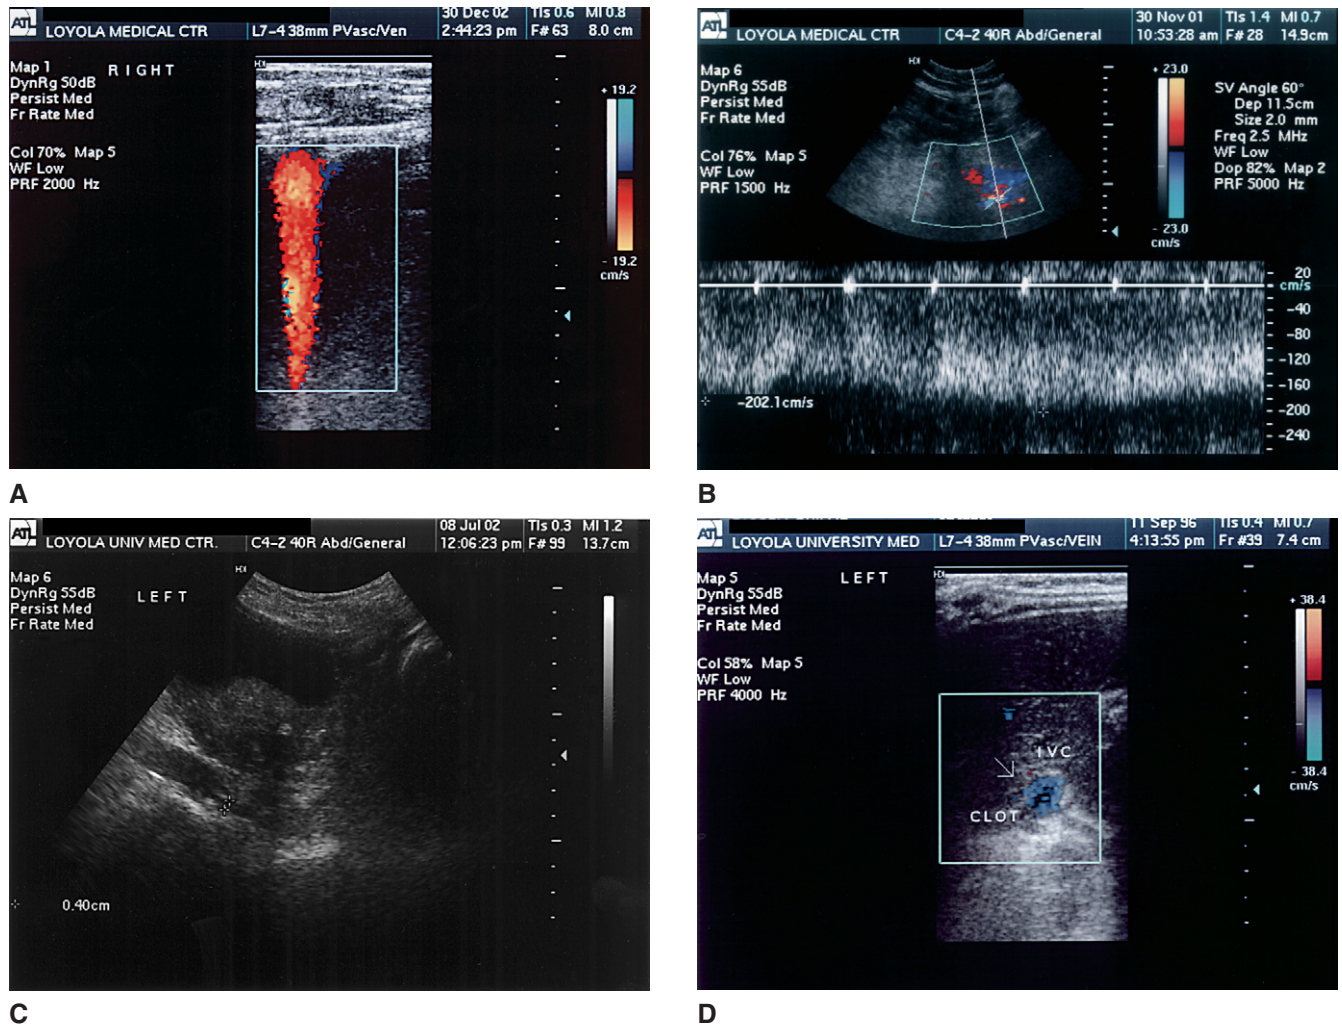 ATL
LOYOLA MEDICAL CTR
L7-4 38mm PVasc/Ven
30 Dec 02
2:44:23 pm
TIs 0.6 MI 0.8
F# 63 8.0 cm
Map 1
DynRg 50dB
Persist Med
Fr Rate Med
RIGHT
Col 70% Map 5
WF Low
PRF 2000 Hz
+ 19.2
- 19.2
cm/s
A
ATL
LOYOLA MEDICAL CTR
C4-2 40R Abd/General
30 Nov 01
10:53:28 am
TIs 1.4 MI 0.7
F# 28 14.9cm
Map 6
DynRg 55dB
Persist Med
Fr Rate Med
Col 76% Map 5
WF Low
PRF 1500 Hz
+ 23.0
- 23.0
cm/s
SV Angle 60°
Dep 11.5cm
Size 2.0 mm
Freq 2.5 MHz
WF Low
Dop 82% Map 2
PRF 5000 Hz
20
cm/s
-40
-80
-120
-160
-200
-240
-202.1cm/s
B
ATL
LOYOLA UNIV MED CTR.
C4-2 40R Abd/General
08 Jul 02
12:06:23 pm
TIs 0.3 MI 1.2
F# 99 13.7cm
Map 6
DynRg 55dB
Persist Med
Fr Rate Med
LEFT
0.40cm
C
ATL
LOYOLA UNIVERSITY MED
L7-4 38mm PVasc/VEIN
11 Sep 96
4:13:55 pm
TIs 0.4 MI 0.7
Fr #39 7.4 cm
Map 5
DynRg 55dB
Persist Med
Fr Rate Med
LEFT
Col 58% Map 5
WF Low
PRF 4000 Hz
+ 38.4
- 38.4
cm/s
IVC
CLOT
D